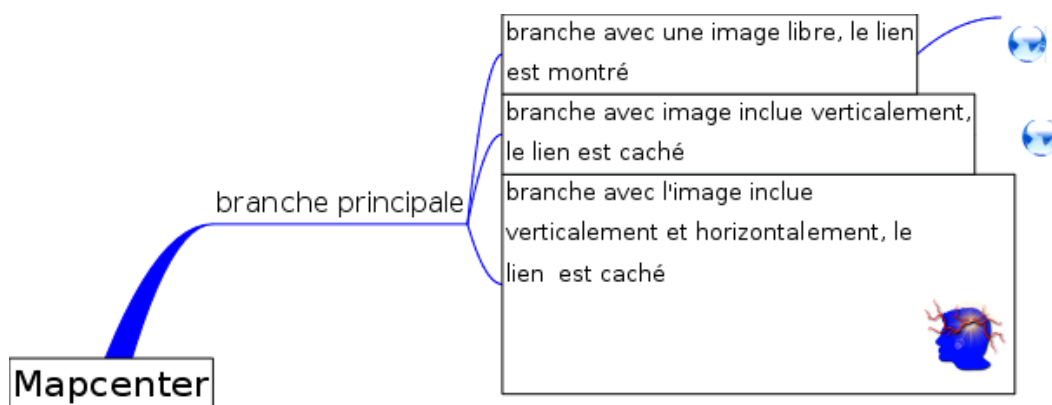 branche avec une image libre, le lien
est montré
branche avec image inclue verticalement,
le lien est caché
branche principale
branche avec l'image inclue
verticalement et horizontalement, le
lien  est caché
Mapcenter